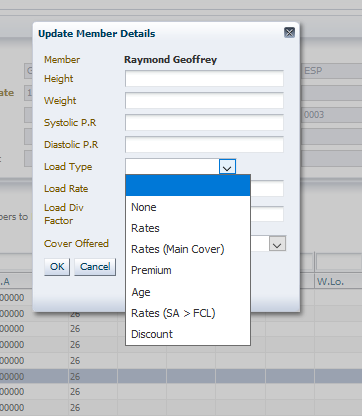 Update Member Details
ESP
ate 1
0003
Member Raymond Geoffrey
Height
Weight
Systolic P.R
Diastolic P.R
Load Type
Load Rate
Load Div
Factor
Cover Offered
None
Rates
Rates (Main Cover)
Premium
Age
Rates (SA > FCL)
Discount
OK Cancel
bers to
.A W.Lo.
00000 26
00000 26
00000 26
00000 26
00000 26
00000 26
00000 26
00000 26